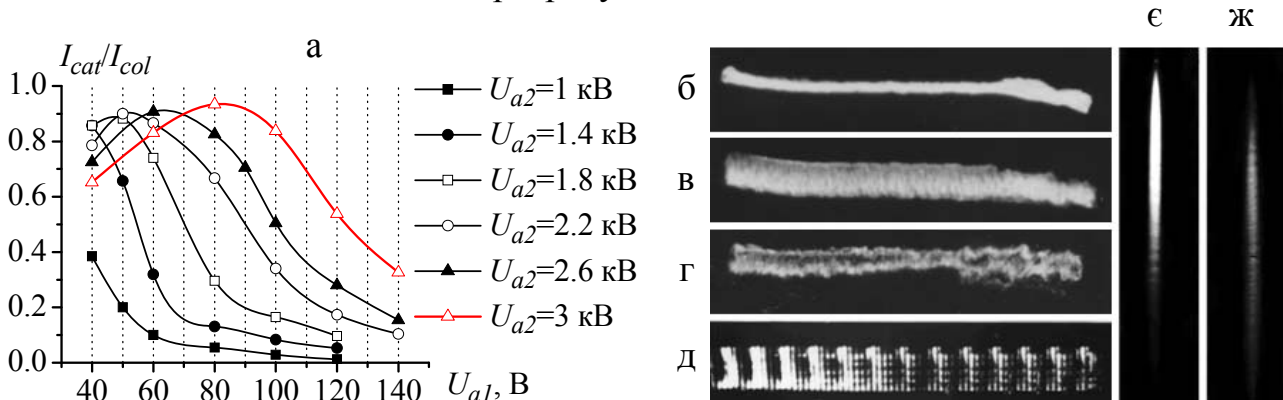 є ж
а
I_cat/I_col
1.0
0.8
0.6
0.4
0.2
0.0
40 50 60 80 100 120 140
U_a1, В
U_a2=1 кВ
U_a2=1.4 кВ
U_a2=1.8 кВ
U_a2=2.2 кВ
U_a2=2.6 кВ
U_a2=3 кВ
б
в
г
д